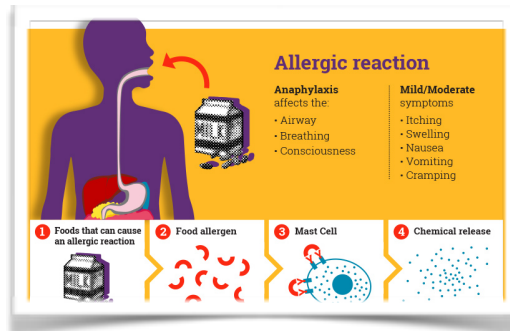 Allergic reaction
Anaphylaxis
affects the:
• Airway
• Breathing
• Consciousness
Mild/Moderate
symptoms
• Itching
• Swelling
• Nausea
• Vomiting
• Cramping
MILK
1 Foods that can cause
an allergic reaction
MILK
2 Food allergen
3 Mast Cell
4 Chemical release